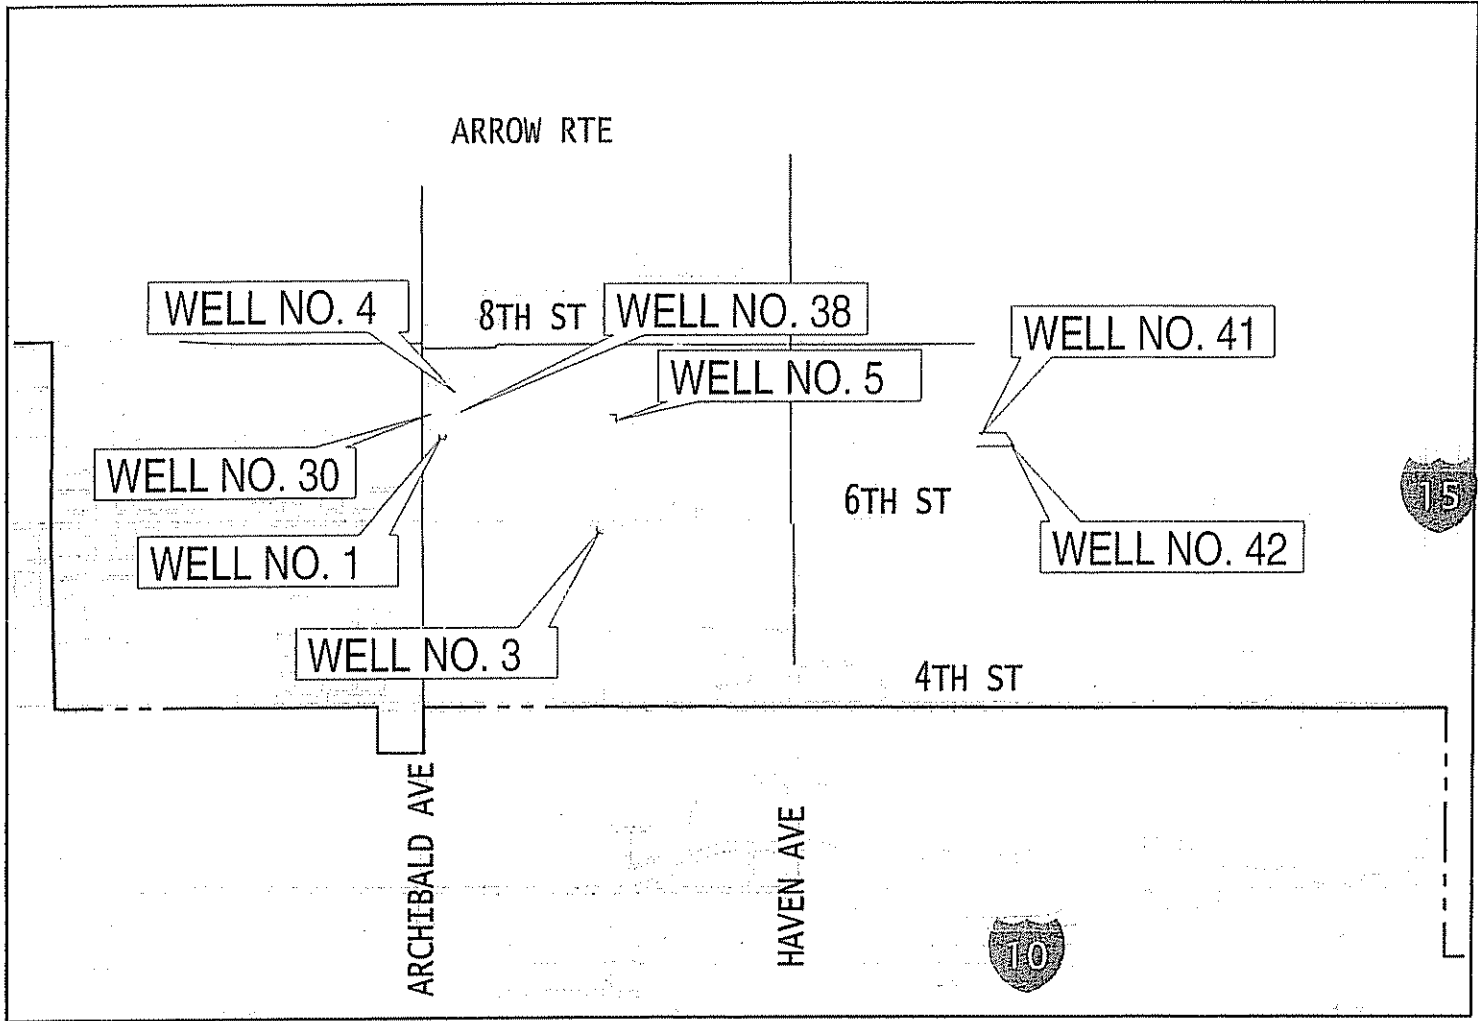 ARROW RTE
WELL NO. 4
8TH ST
WELL NO. 38
WELL NO. 41
WELL NO. 5
WELL NO. 30
6TH ST
15
WELL NO. 1
WELL NO. 42
WELL NO. 3
4TH ST
ARCHIBALD AVE
HAVEN AVE
10